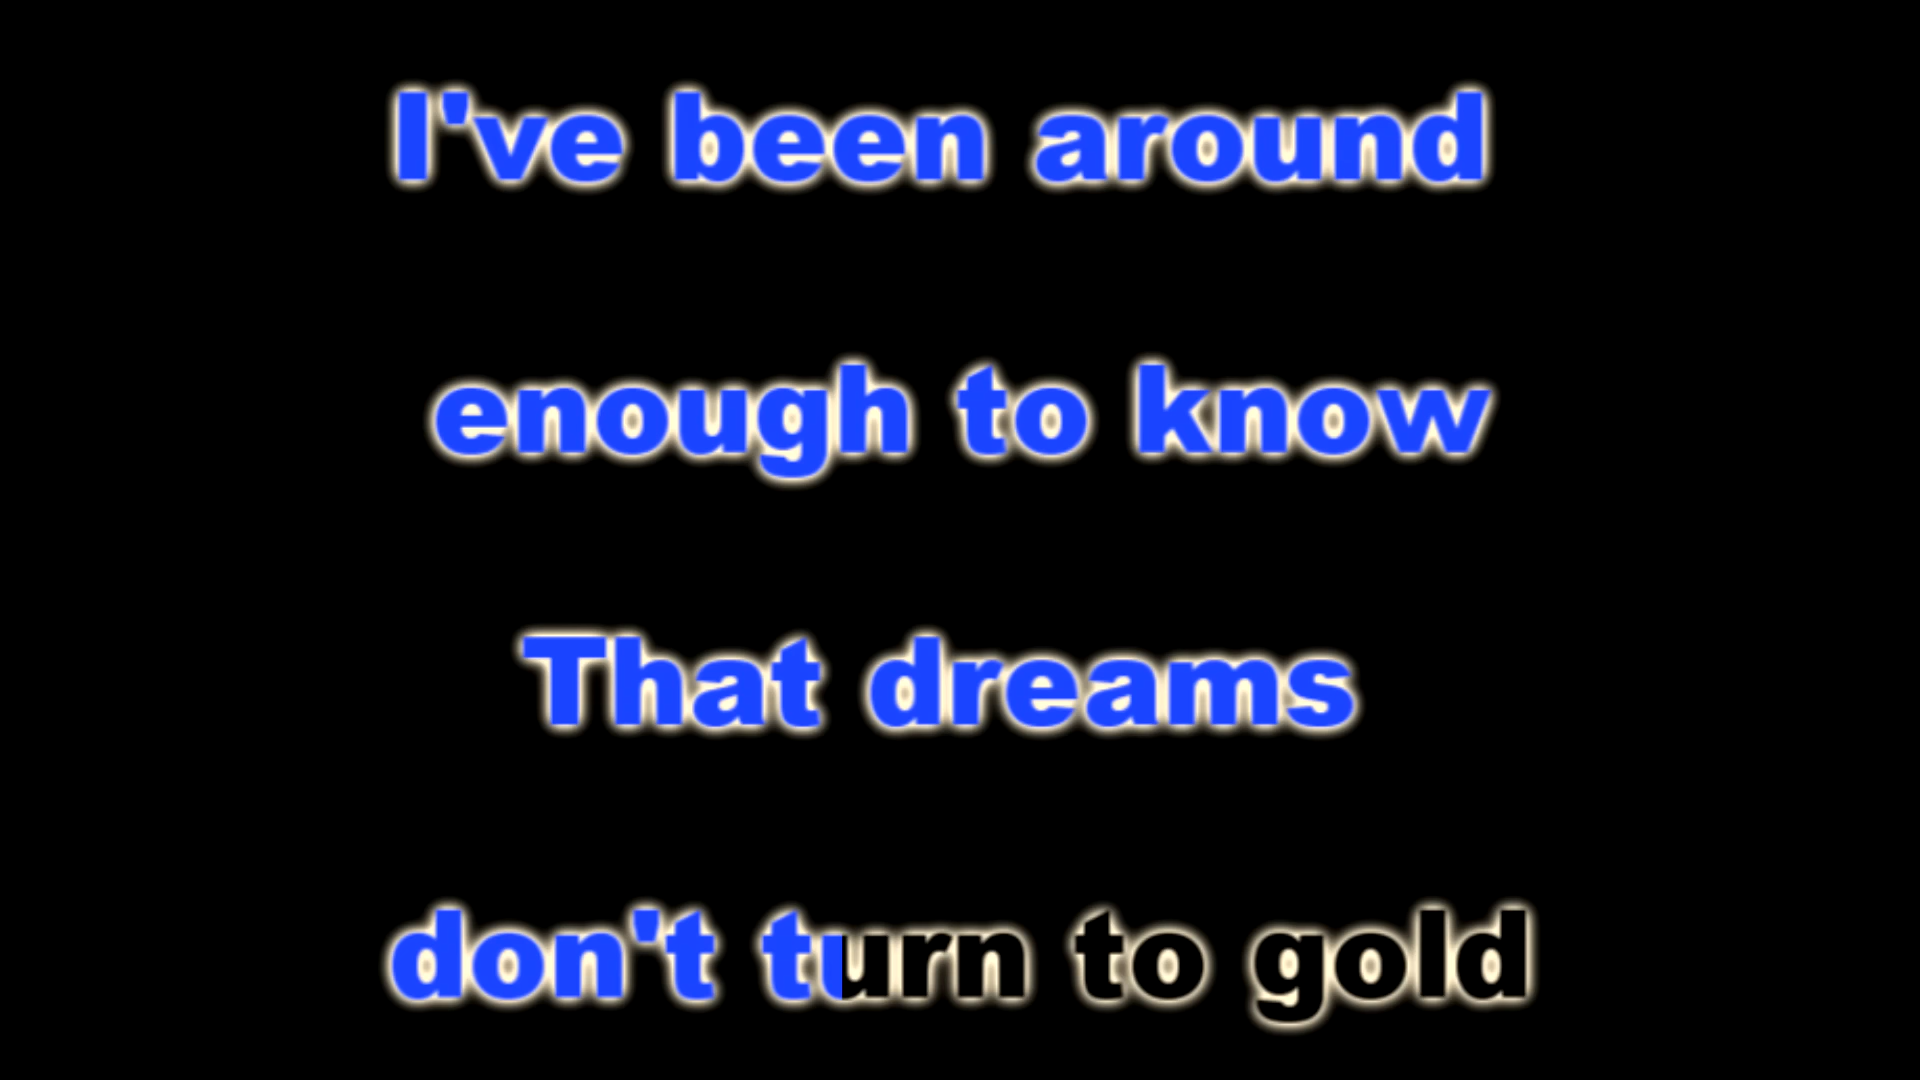 I've been around
enough to know
That dreams
don't turn to gold